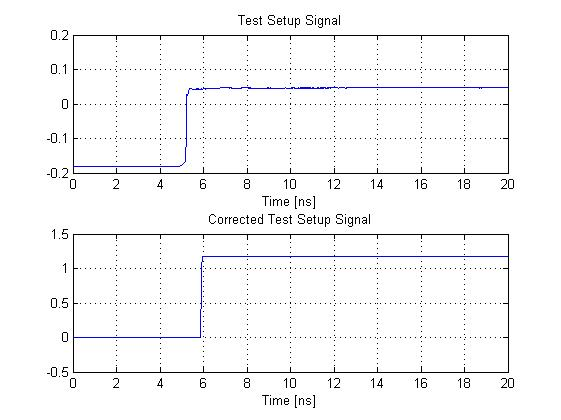 Test Setup Signal
0.2
0.1
0
-0.1
-0.2
0 2 4 6 8 10 12 14 16 18 20
Time [ns]
Corrected Test Setup Signal
1.5
1
0.5
0
-0.5
0 2 4 6 8 10 12 14 16 18 20
Time [ns]